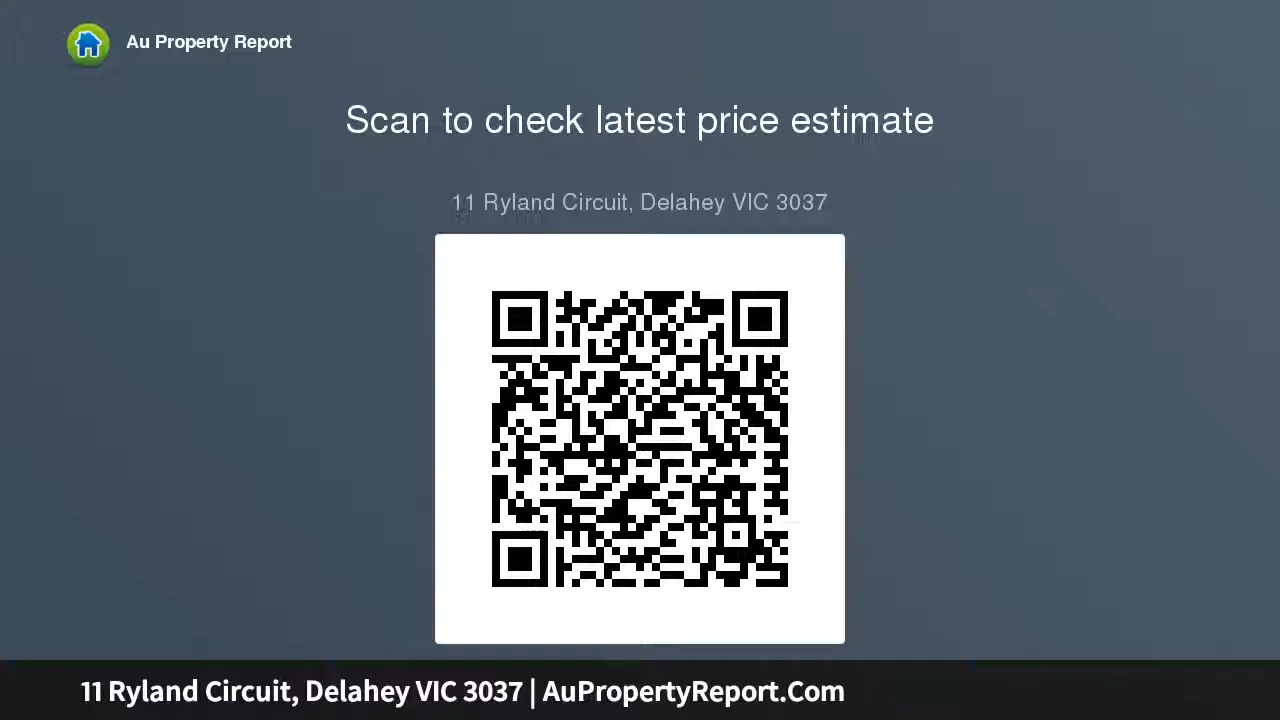 Au Property Report
Scan to check latest price estimate
11 Ryland Circuit, Delahey VIC 3037
11 Ryland Circuit, Delahey VIC 3037 | AuPropertyReport.Com